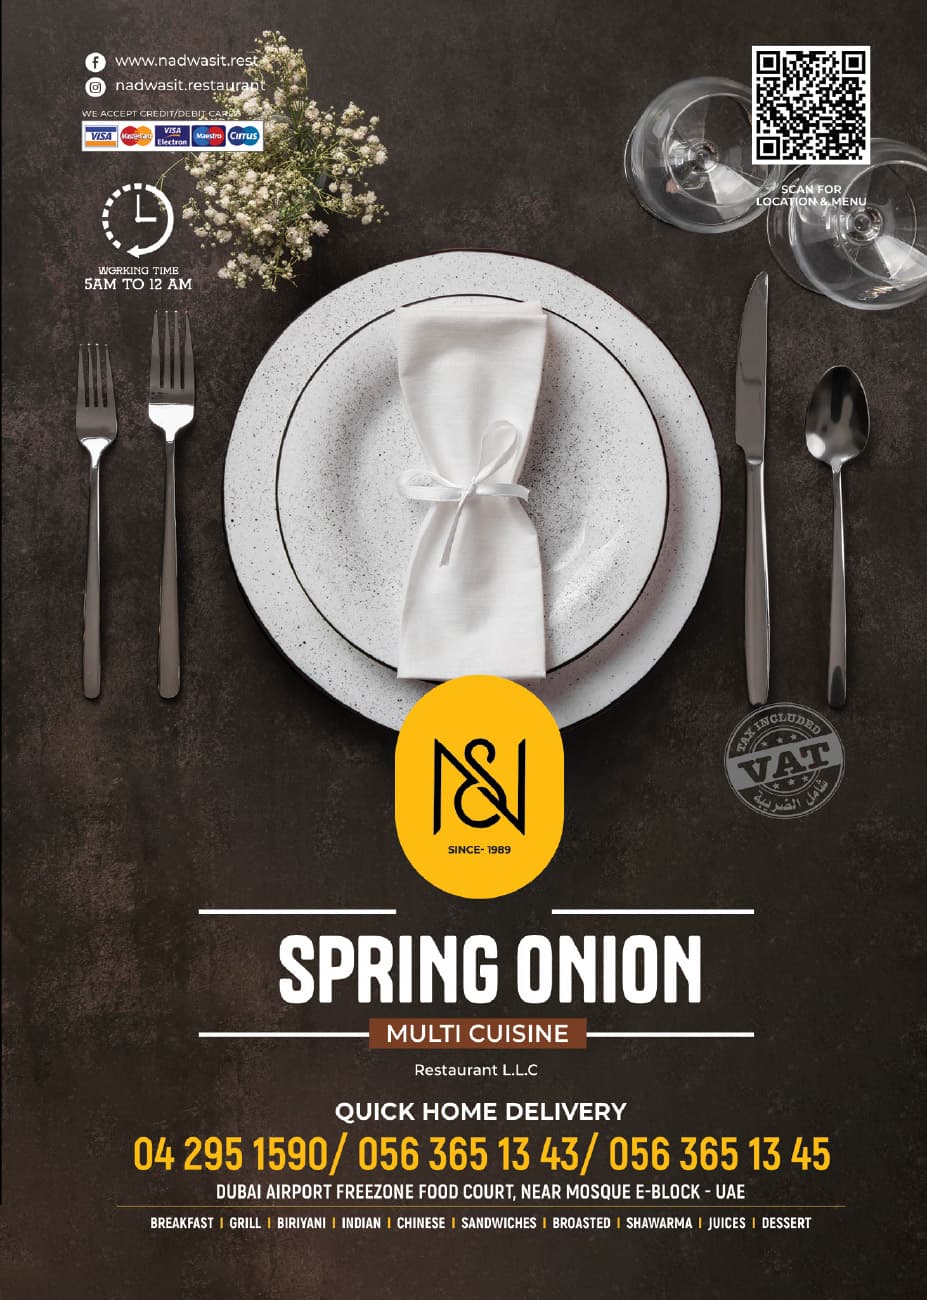 www.nadwasit.rest
nadwasit.restaurant
WE ACCEPT CREDIT/DEBIT CARD
VISA MasterCard VISA Electron Maestro Cirrus
SCAN FOR
LOCATION & MENU
WORKING TIME
5AM TO 12 AM
TAX INCLUDED
VAT
شامل الضريبة
SINCE- 1989
SPRING ONION
MULTI CUISINE
Restaurant L.L.C
QUICK HOME DELIVERY
04 295 1590/ 056 365 13 43/ 056 365 13 45
DUBAI AIRPORT FREEZONE FOOD COURT, NEAR MOSQUE E-BLOCK - UAE
BREAKFAST | GRILL | BIRIYANI | INDIAN | CHINESE | SANDWICHES | BROASTED | SHAWARMA | JUICES | DESSERT